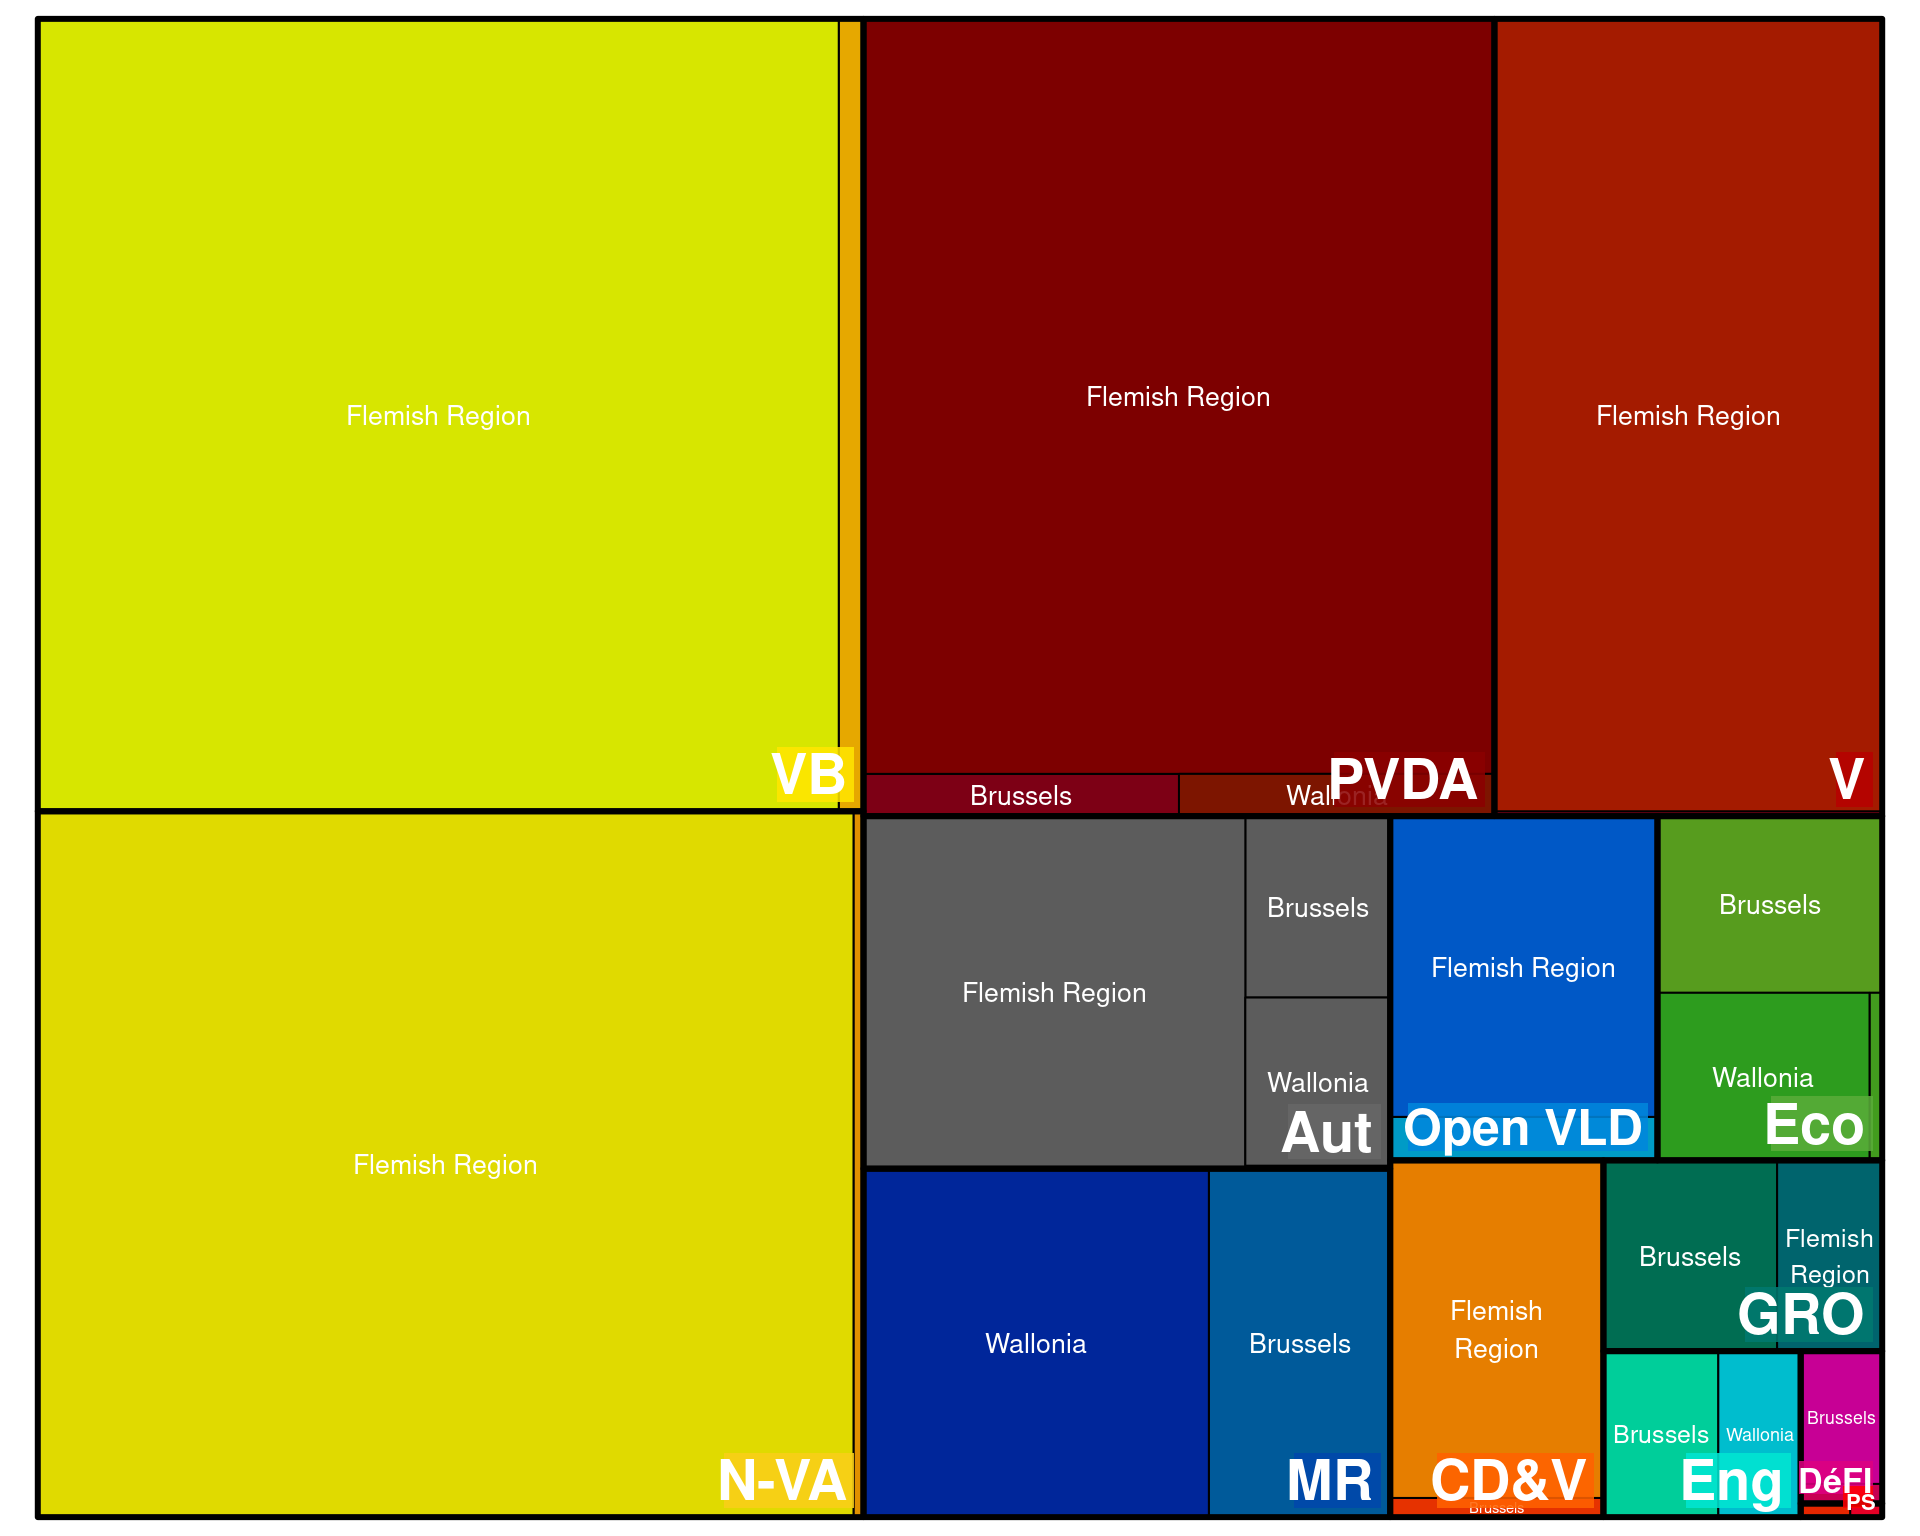 Flemish Region
VB
Flemish Region
Brussels
Wallonia
PVDA
Flemish Region
V
Flemish Region
N-VA
Flemish Region
Brussels
Wallonia
Aut
Flemish Region
Open VLD
Brussels
Wallonia
Eco
Wallonia
Brussels
MR
Flemish
Region
Brussels
CD&V
Brussels
Flemish
Region
GRO
Brussels
Wallonia
Eng
Brussels
DéFI
PS